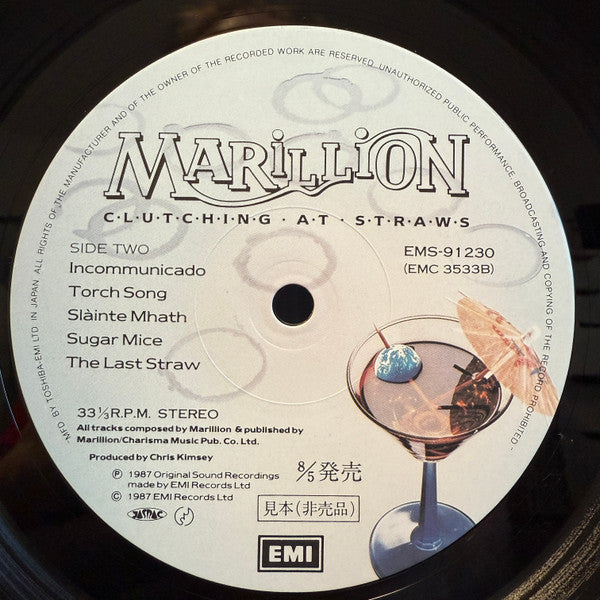 MFD BY TOSHIBA-EMI LTD IN JAPAN. ALL RIGHTS OF THE MANUFACTURER AND OF THE OWNER OF THE RECORDED WORK ARE RESERVED. UNAUTHORIZED PUBLIC PERFORMANCE, BROADCASTING AND COPYING OF THE RECORD PROHIBITED
MARiLLiON
C·L·U·T·C·H·I·N·G · A·T · S·T·R·A·W·S
SIDE TWO
EMS-91230
(EMC 3533B)
Incommunicado
Torch Song
Slàinte Mhath
Sugar Mice
The Last Straw
33⅓ R.P.M. STEREO
All tracks composed by Marillion & published by
Marillion/Charisma Music Pub. Co. Ltd.
Produced by Chris Kimsey
℗ 1987 Original Sound Recordings
made by EMI Records Ltd
© 1987 EMI Records Ltd
8/5発売
見本(非売品)
JASRAC
EMI